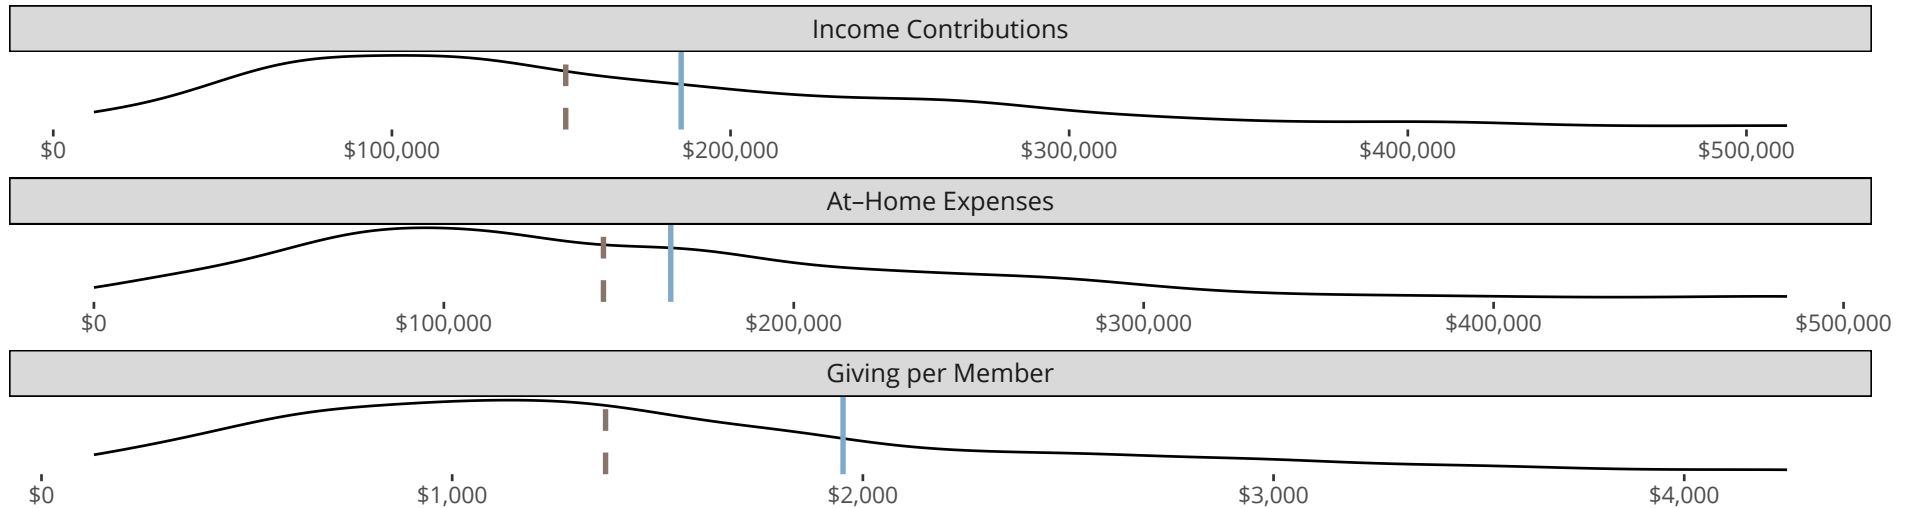 Income Contributions
$0 $100,000 $200,000 $300,000 $400,000 $500,000
At–Home Expenses
$0 $100,000 $200,000 $300,000 $400,000 $500,000
Giving per Member
$0 $1,000 $2,000 $3,000 $4,000